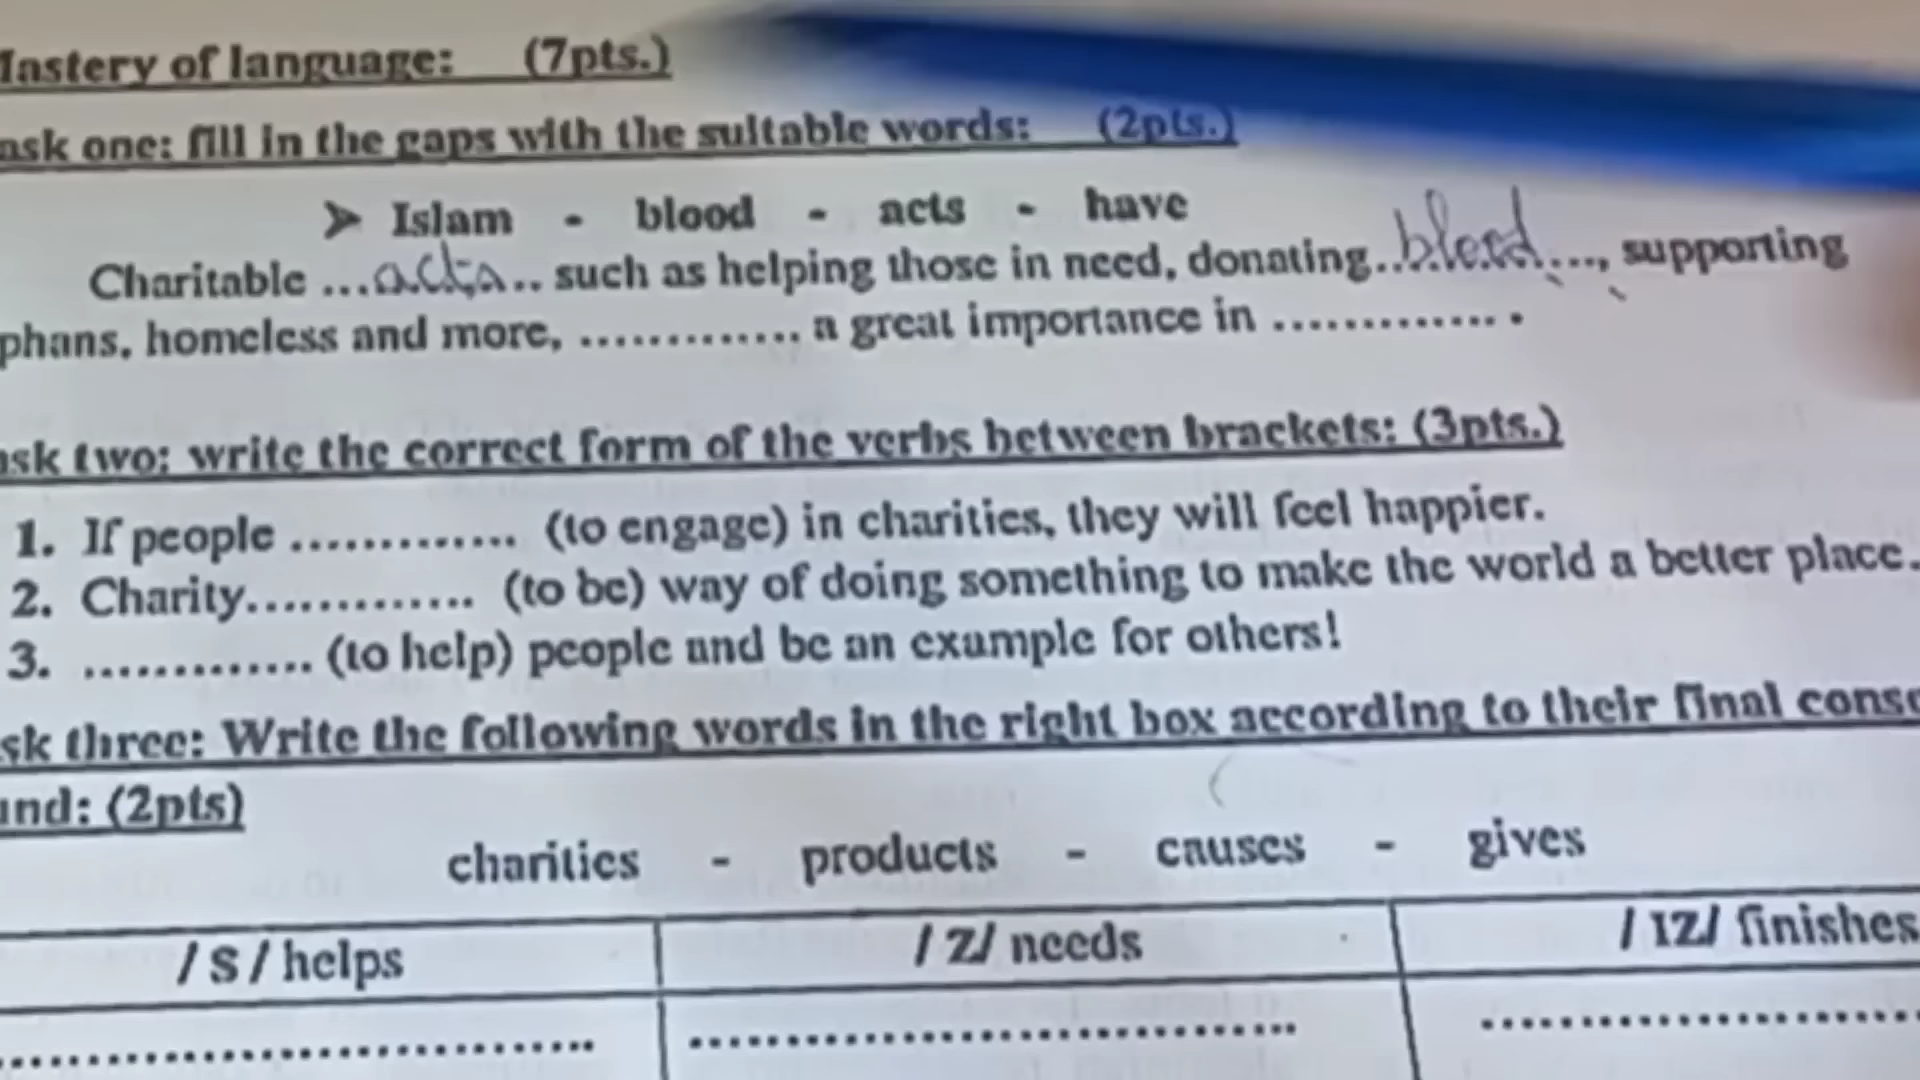 Mastery of language: (7pts.)
ask one: fill in the gaps with the suitable words: (2pts.)
➤ Islam - blood - acts - have
Charitable ...acts.. such as helping those in need, donating..blood...., supporting
phans, homeless and more, ............. a great importance in ............. .
ask two: write the correct form of the verbs between brackets: (3pts.)
1. If people ............. (to engage) in charities, they will feel happier.
2. Charity............. (to be) way of doing something to make the world a better place.
3. ............. (to help) people and be an example for others!
sk three: Write the following words in the right box according to their final conso
und: (2pts)
charities - products - causes - gives
/ S / helps / Z/ needs / IZ/ finishes